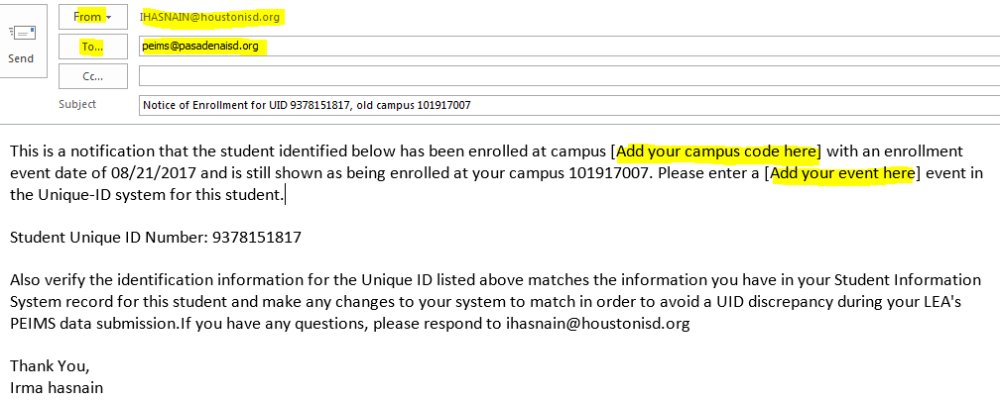 From IHASNAIN@houstonisd.org
Send
To... peims@pasadenaisd.org
Cc...
Subject Notice of Enrollment for UID 9378151817, old campus 101917007
This is a notification that the student identified below has been enrolled at campus [Add your campus code here] with an enrollment
event date of 08/21/2017 and is still shown as being enrolled at your campus 101917007. Please enter a [Add your event here] event in
the Unique-ID system for this student.
Student Unique ID Number: 9378151817
Also verify the identification information for the Unique ID listed above matches the information you have in your Student Information
System record for this student and make any changes to your system to match in order to avoid a UID discrepancy during your LEA's
PEIMS data submission.If you have any questions, please respond to ihasnain@houstonisd.org
Thank You,
Irma hasnain